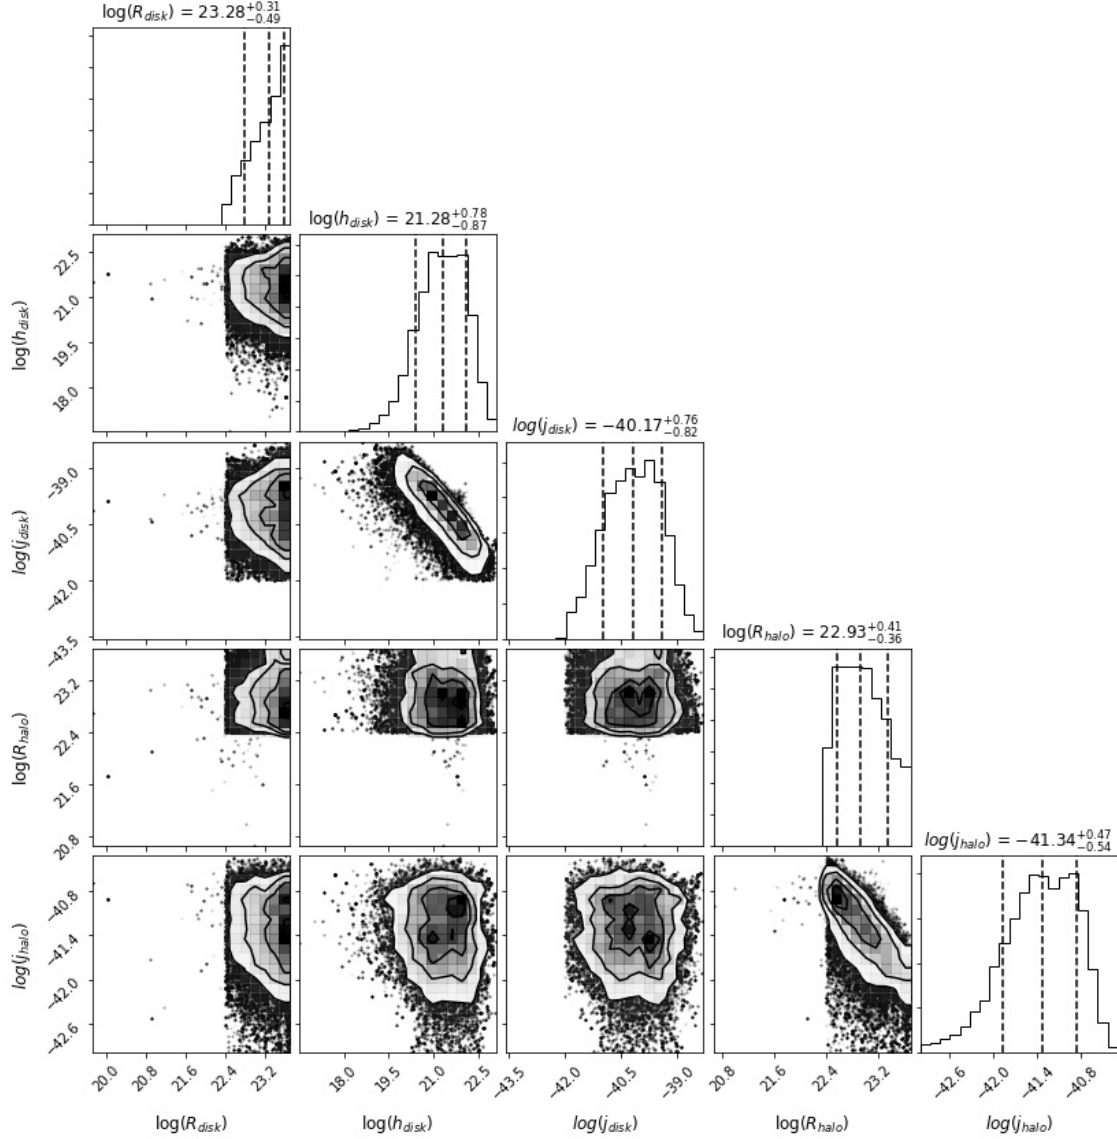 log(R_disk) = 23.28^{+0.31}_{-0.49}
log(h_disk) = 21.28^{+0.78}_{-0.87}
22.5
21.0
19.5
18.0
log(h_disk)
log(j_disk) = −40.17^{+0.76}_{-0.82}
−39.0
−40.5
−42.0
−43.5
log(j_disk)
log(R_halo) = 22.93^{+0.41}_{-0.36}
23.2
22.4
21.6
20.8
log(R_halo)
log(j_halo) = −41.34^{+0.47}_{-0.54}
−40.8
−41.4
−42.0
−42.6
log(j_halo)
20.0 20.8 21.6 22.4 23.2
18.0 19.5 21.0 22.5
−43.5 −42.0 −40.5 −39.0
20.8 21.6 22.4 23.2
−42.6 −42.0 −41.4 −40.8
log(R_disk)
log(h_disk)
log(j_disk)
log(R_halo)
log(j_halo)